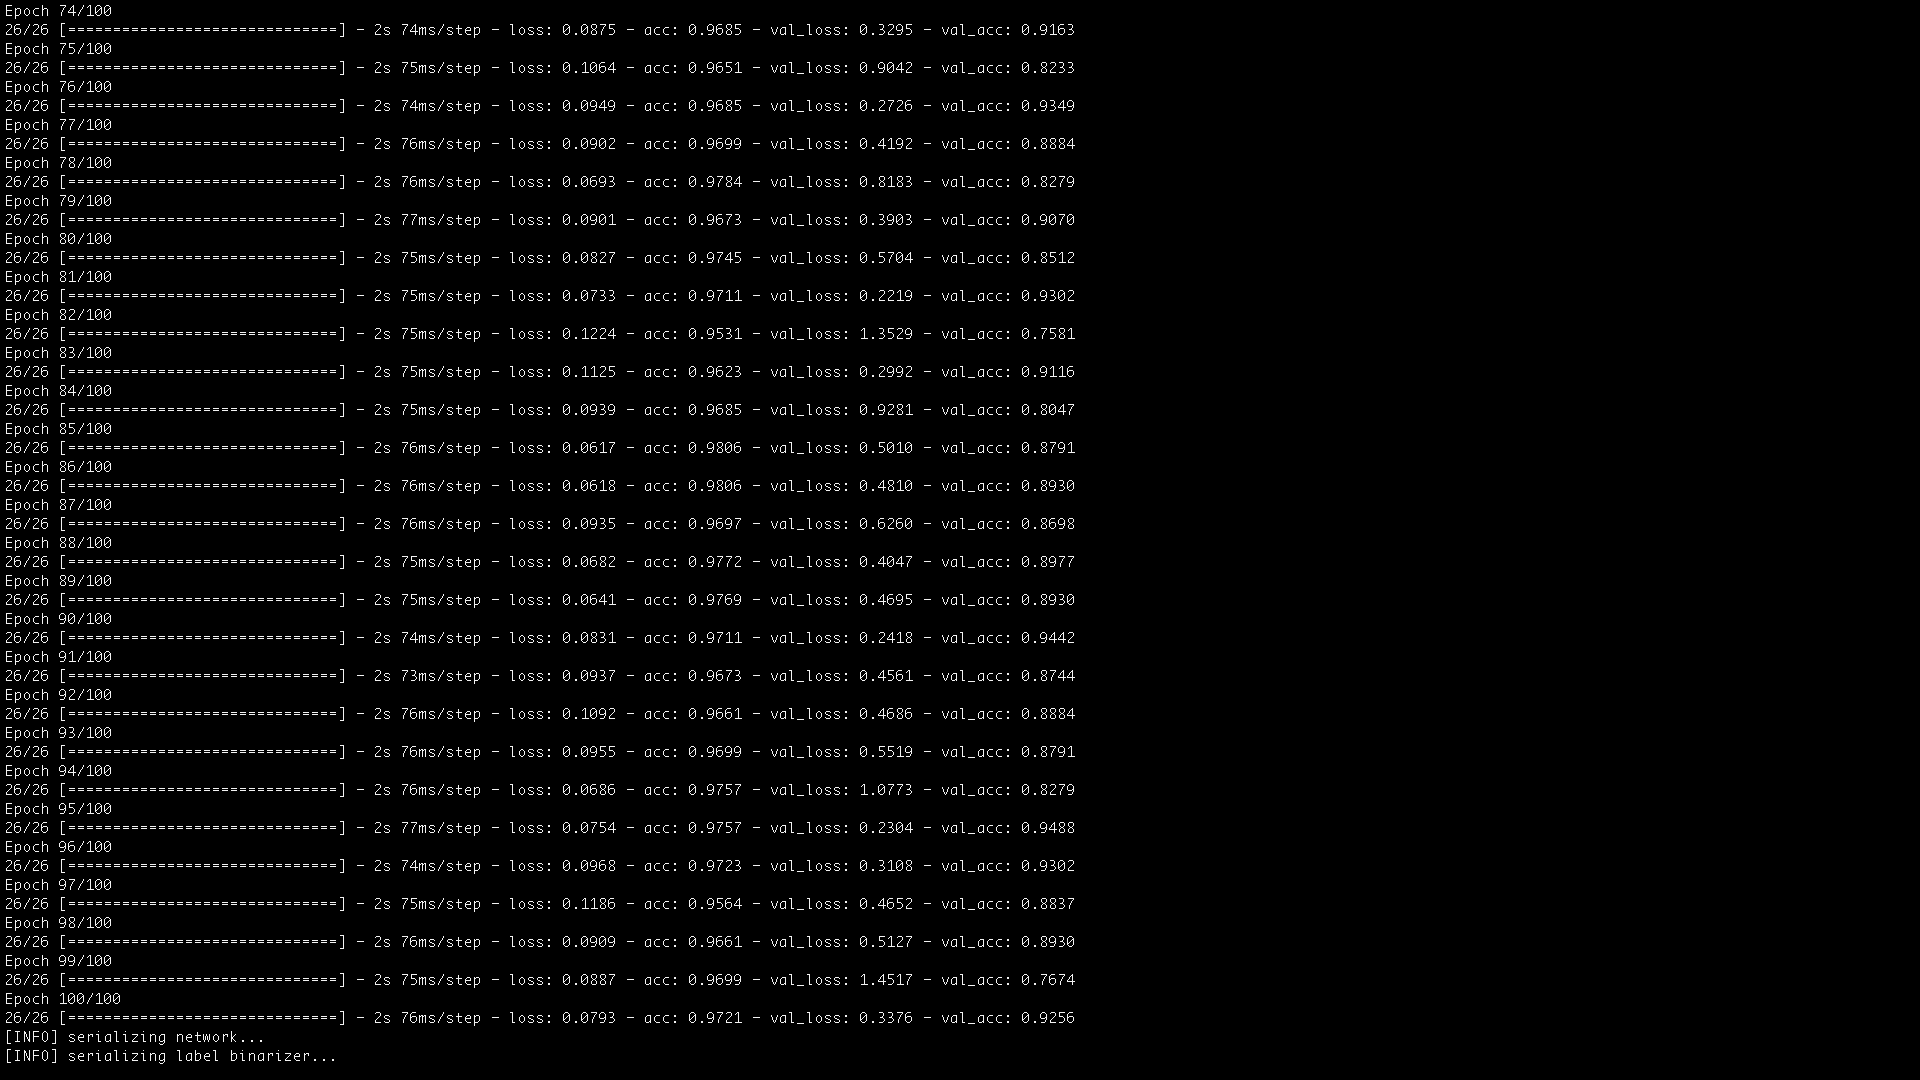 Epoch 74/100
26/26 [==============================] - 2s 74ms/step - loss: 0.0875 - acc: 0.9685 - val_loss: 0.3295 - val_acc: 0.9163
Epoch 75/100
26/26 [==============================] - 2s 75ms/step - loss: 0.1064 - acc: 0.9651 - val_loss: 0.9042 - val_acc: 0.8233
Epoch 76/100
26/26 [==============================] - 2s 74ms/step - loss: 0.0949 - acc: 0.9685 - val_loss: 0.2726 - val_acc: 0.9349
Epoch 77/100
26/26 [==============================] - 2s 76ms/step - loss: 0.0902 - acc: 0.9699 - val_loss: 0.4192 - val_acc: 0.8884
Epoch 78/100
26/26 [==============================] - 2s 76ms/step - loss: 0.0693 - acc: 0.9784 - val_loss: 0.8183 - val_acc: 0.8279
Epoch 79/100
26/26 [==============================] - 2s 77ms/step - loss: 0.0901 - acc: 0.9673 - val_loss: 0.3903 - val_acc: 0.9070
Epoch 80/100
26/26 [==============================] - 2s 75ms/step - loss: 0.0827 - acc: 0.9745 - val_loss: 0.5704 - val_acc: 0.8512
Epoch 81/100
26/26 [==============================] - 2s 75ms/step - loss: 0.0733 - acc: 0.9711 - val_loss: 0.2219 - val_acc: 0.9302
Epoch 82/100
26/26 [==============================] - 2s 75ms/step - loss: 0.1224 - acc: 0.9531 - val_loss: 1.3529 - val_acc: 0.7581
Epoch 83/100
26/26 [==============================] - 2s 75ms/step - loss: 0.1125 - acc: 0.9623 - val_loss: 0.2992 - val_acc: 0.9116
Epoch 84/100
26/26 [==============================] - 2s 75ms/step - loss: 0.0939 - acc: 0.9685 - val_loss: 0.9281 - val_acc: 0.8047
Epoch 85/100
26/26 [==============================] - 2s 76ms/step - loss: 0.0617 - acc: 0.9806 - val_loss: 0.5010 - val_acc: 0.8791
Epoch 86/100
26/26 [==============================] - 2s 76ms/step - loss: 0.0618 - acc: 0.9806 - val_loss: 0.4810 - val_acc: 0.8930
Epoch 87/100
26/26 [==============================] - 2s 76ms/step - loss: 0.0935 - acc: 0.9697 - val_loss: 0.6260 - val_acc: 0.8698
Epoch 88/100
26/26 [==============================] - 2s 75ms/step - loss: 0.0682 - acc: 0.9772 - val_loss: 0.4047 - val_acc: 0.8977
Epoch 89/100
26/26 [==============================] - 2s 75ms/step - loss: 0.0641 - acc: 0.9769 - val_loss: 0.4695 - val_acc: 0.8930
Epoch 90/100
26/26 [==============================] - 2s 74ms/step - loss: 0.0831 - acc: 0.9711 - val_loss: 0.2418 - val_acc: 0.9442
Epoch 91/100
26/26 [==============================] - 2s 73ms/step - loss: 0.0937 - acc: 0.9673 - val_loss: 0.4561 - val_acc: 0.8744
Epoch 92/100
26/26 [==============================] - 2s 76ms/step - loss: 0.1092 - acc: 0.9661 - val_loss: 0.4686 - val_acc: 0.8884
Epoch 93/100
26/26 [==============================] - 2s 76ms/step - loss: 0.0955 - acc: 0.9699 - val_loss: 0.5519 - val_acc: 0.8791
Epoch 94/100
26/26 [==============================] - 2s 76ms/step - loss: 0.0686 - acc: 0.9757 - val_loss: 1.0773 - val_acc: 0.8279
Epoch 95/100
26/26 [==============================] - 2s 77ms/step - loss: 0.0754 - acc: 0.9757 - val_loss: 0.2304 - val_acc: 0.9488
Epoch 96/100
26/26 [==============================] - 2s 74ms/step - loss: 0.0968 - acc: 0.9723 - val_loss: 0.3108 - val_acc: 0.9302
Epoch 97/100
26/26 [==============================] - 2s 75ms/step - loss: 0.1186 - acc: 0.9564 - val_loss: 0.4652 - val_acc: 0.8837
Epoch 98/100
26/26 [==============================] - 2s 76ms/step - loss: 0.0909 - acc: 0.9661 - val_loss: 0.5127 - val_acc: 0.8930
Epoch 99/100
26/26 [==============================] - 2s 75ms/step - loss: 0.0887 - acc: 0.9699 - val_loss: 1.4517 - val_acc: 0.7674
Epoch 100/100
26/26 [==============================] - 2s 76ms/step - loss: 0.0793 - acc: 0.9721 - val_loss: 0.3376 - val_acc: 0.9256
[INFO] serializing network...
[INFO] serializing label binarizer...